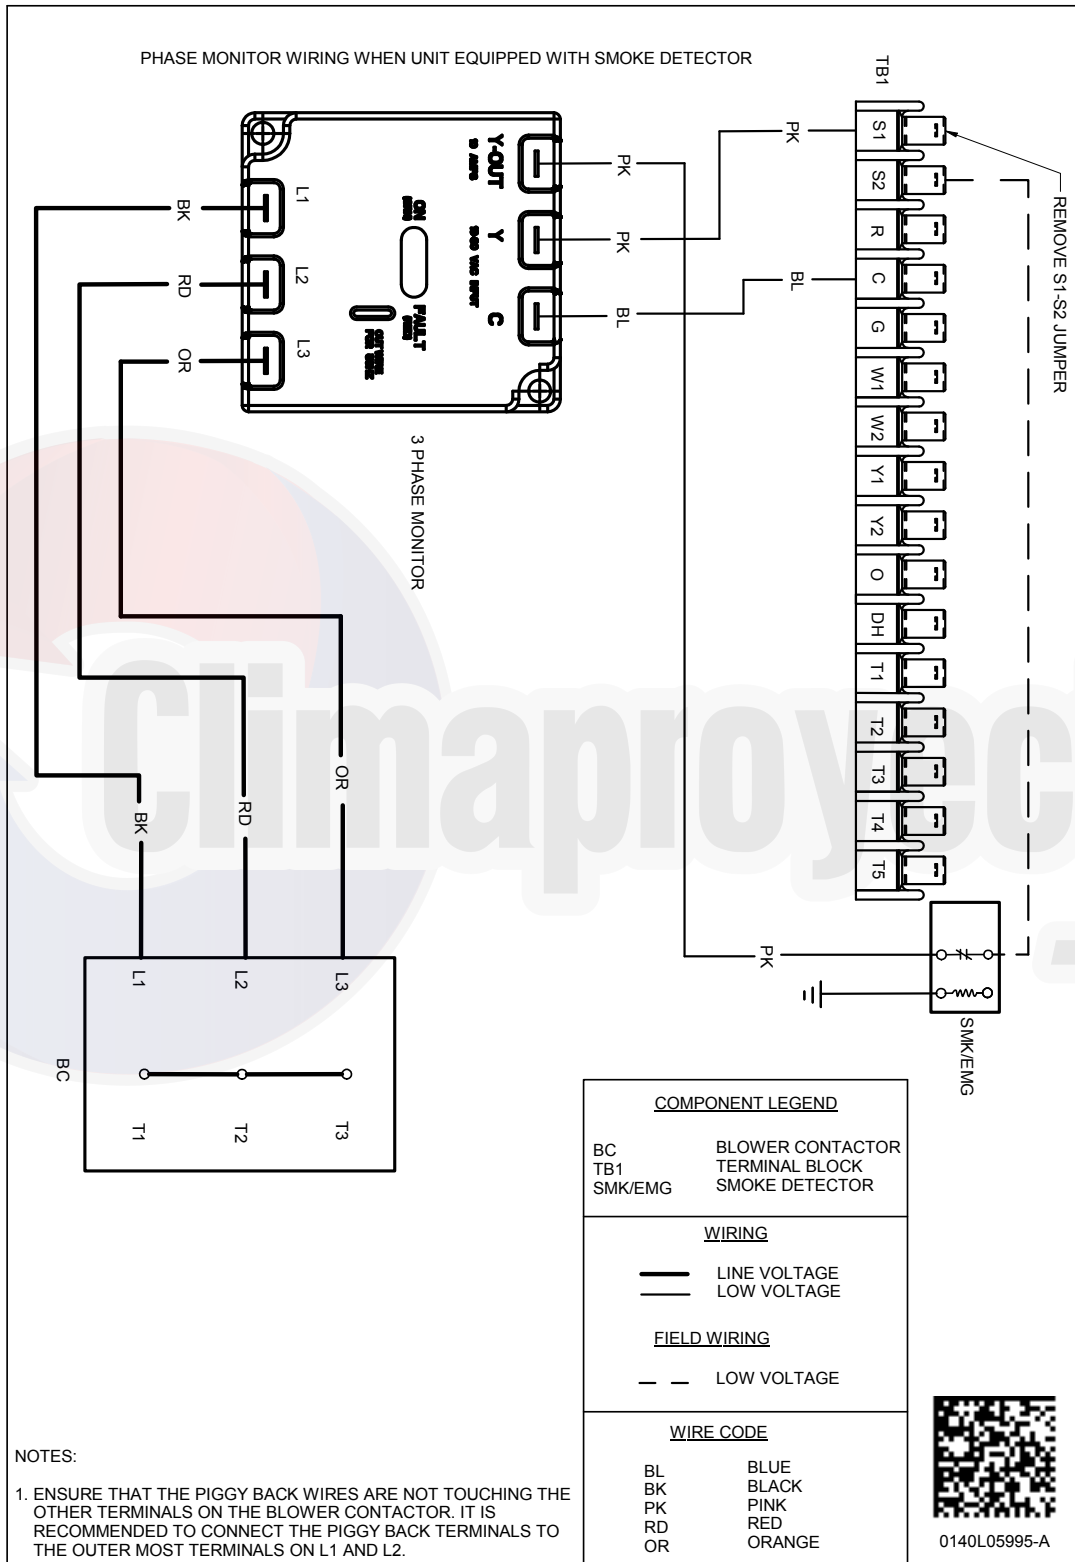 PHASE MONITOR WIRING WHEN UNIT EQUIPPED WITH SMOKE DETECTOR
TB1
S1
S2
R
C
G
W1
W2
Y1
Y2
O
DH
T1
T2
T3
T4
T5
REMOVE S1-S2 JUMPER
PK
PK
PK
BL
BL
PK
Y-OUT
10 AMPS
Y
C
ON
FAULT
L1
L2
L3
3 PHASE MONITOR
BK
RD
OR
OR
RD
BK
L1
L2
L3
T1
T2
T3
BC
SMK/EMG
Climaproyec
COMPONENT LEGEND
BC BLOWER CONTACTOR
TB1 TERMINAL BLOCK
SMK/EMG SMOKE DETECTOR
WIRING
LINE VOLTAGE
LOW VOLTAGE
FIELD WIRING
LOW VOLTAGE
WIRE CODE
BL BLUE
BK BLACK
PK PINK
RD RED
OR ORANGE
NOTES:
1. ENSURE THAT THE PIGGY BACK WIRES ARE NOT TOUCHING THE
OTHER TERMINALS ON THE BLOWER CONTACTOR. IT IS
RECOMMENDED TO CONNECT THE PIGGY BACK TERMINALS TO
THE OUTER MOST TERMINALS ON L1 AND L2.
0140L05995-A